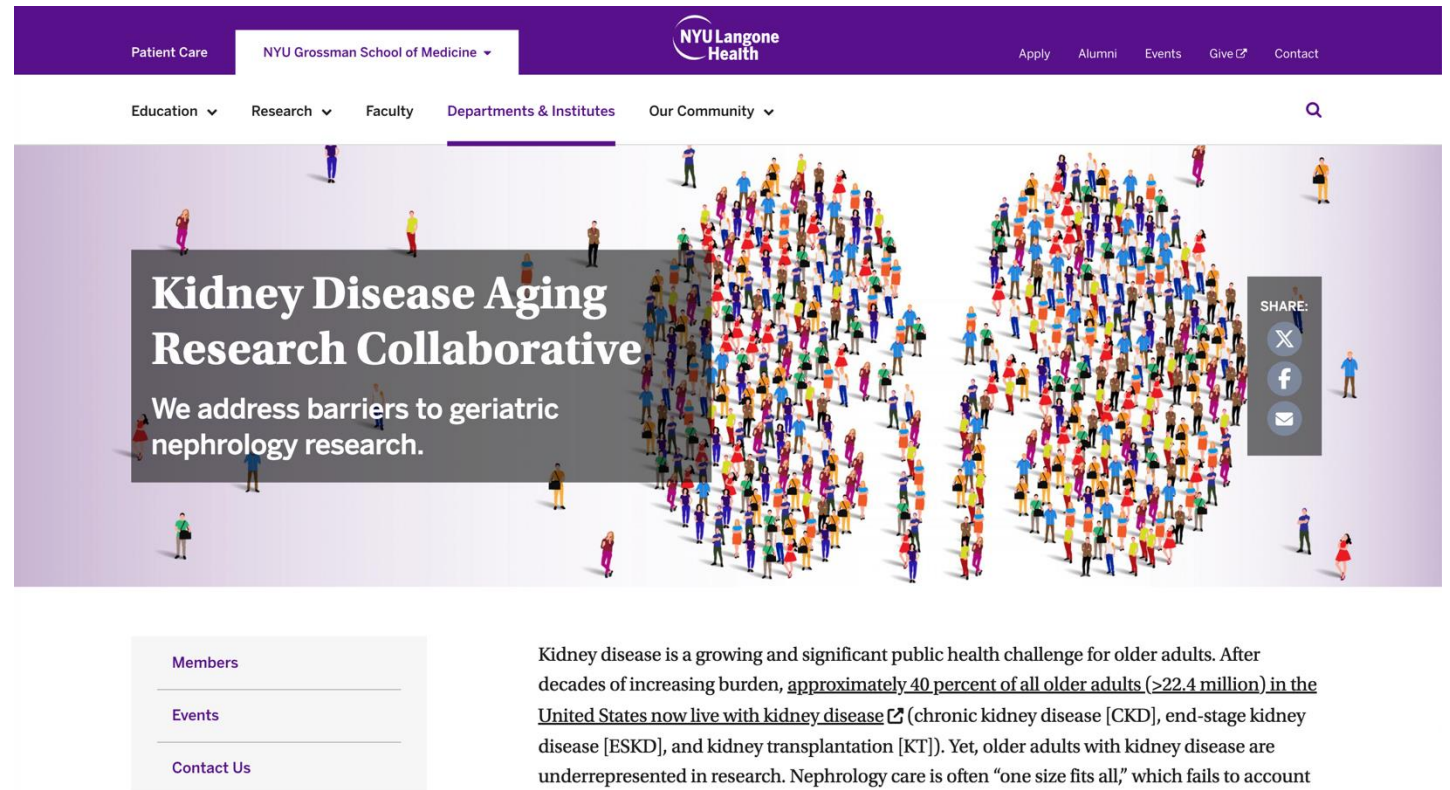 Patient Care
NYU Grossman School of Medicine
NYU Langone
Health
Apply
Alumni
Events
Give
Contact
Education
Research
Faculty
Departments & Institutes
Our Community
Kidney Disease Aging
Research Collaborative
We address barriers to geriatric
nephrology research.
SHARE:
Members
Events
Contact Us
Kidney disease is a growing and significant public health challenge for older adults. After
decades of increasing burden, approximately 40 percent of all older adults (>22.4 million) in the
United States now live with kidney disease (chronic kidney disease [CKD], end-stage kidney
disease [ESKD], and kidney transplantation [KT]). Yet, older adults with kidney disease are
underrepresented in research. Nephrology care is often “one size fits all,” which fails to account